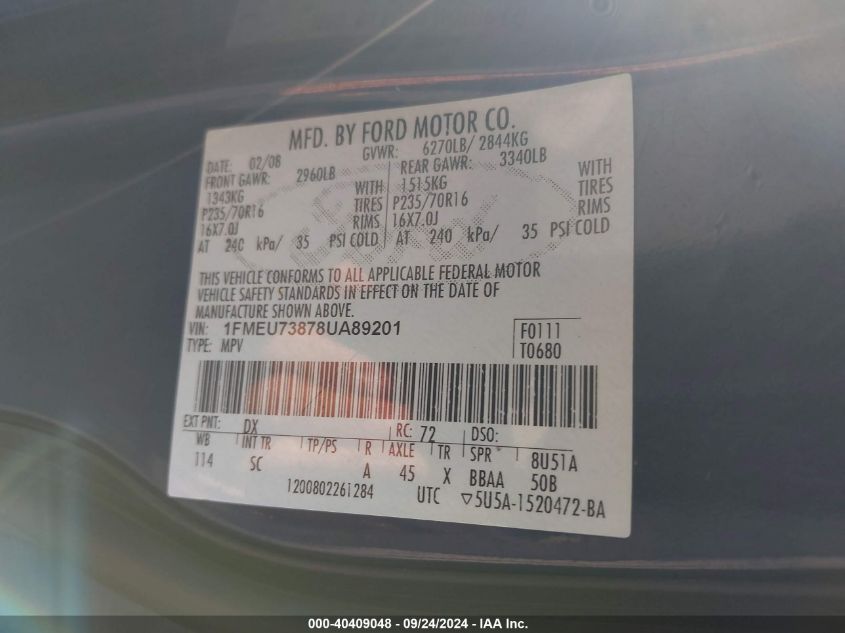 MFD. BY FORD MOTOR CO.
DATE: 02/08 GVWR: 6270LB/ 2844KG
FRONT GAWR: 2960LB REAR GAWR: 3340LB
1343KG WITH 1515KG WITH
P235/70R16 TIRES P235/70R16 TIRES
16X7.0J RIMS 16X7.0J RIMS
AT 240 kPa/ 35 PSI COLD AT 240 kPa/ 35 PSI COLD
THIS VEHICLE CONFORMS TO ALL APPLICABLE FEDERAL MOTOR
VEHICLE SAFETY STANDARDS IN EFFECT ON THE DATE OF
MANUFACTURE SHOWN ABOVE.
VIN: 1FMEU73878UA89201 F0111
TYPE: MPV T0680
EXT PNT: DX RC: 72 DSO:
WB INT TR TP/PS R AXLE TR SPR 8U51A
114 SC A 45 X BBAA 50B
1200802261284 UTC ▽5U5A-1520472-BA
000-40409048 - 09/24/2024 - IAA Inc.